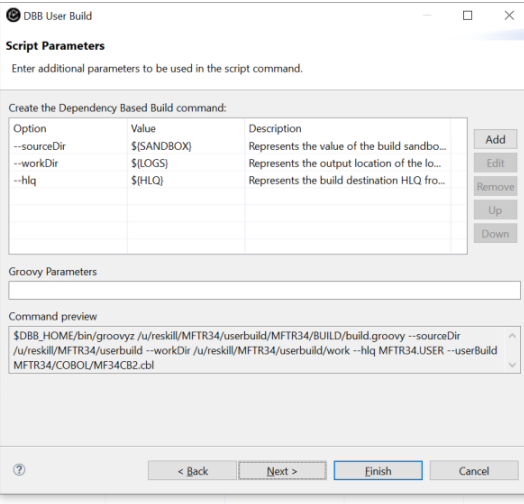 DBB User Build
Script Parameters
Enter additional parameters to be used in the script command.
Create the Dependency Based Build command:
Option Value Description
--sourceDir ${SANDBOX} Represents the value of the build sandbo...
--workDir ${LOGS} Represents the output location of the lo...
--hlq ${HLQ} Represents the build destination HLQ fro...
Add
Edit
Remove
Up
Down
Groovy Parameters
Command preview
$DBB_HOME/bin/groovyz /u/reskill/MFTR34/userbuild/MFTR34/BUILD/build.groovy --sourceDir
/u/reskill/MFTR34/userbuild --workDir /u/reskill/MFTR34/userbuild/work --hlq MFTR34.USER --userBuild
MFTR34/COBOL/MF34CB2.cbl
? < Back Next > Finish Cancel